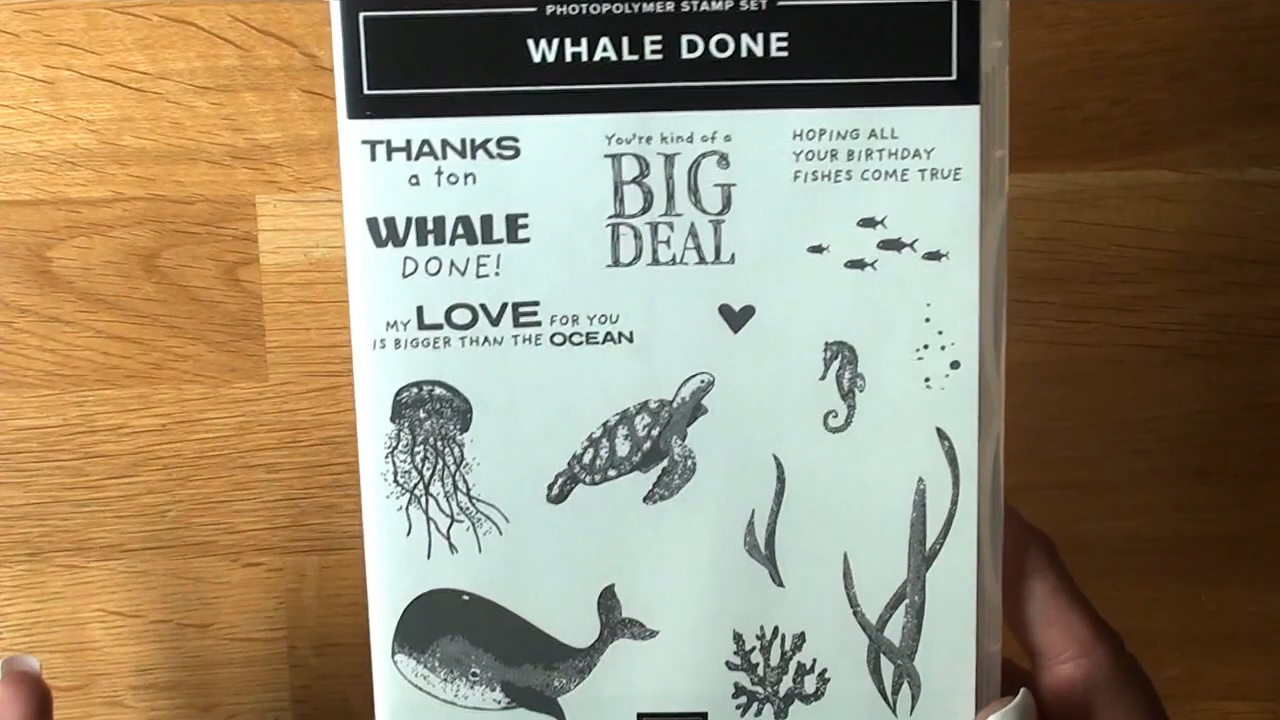 PHOTOPOLYMER STAMP SET
WHALE DONE
THANKS
a ton
WHALE
DONE!
You're kind of a
BIG
DEAL
HOPING ALL
YOUR BIRTHDAY
FISHES COME TRUE
MY LOVE FOR YOU
IS BIGGER THAN THE OCEAN